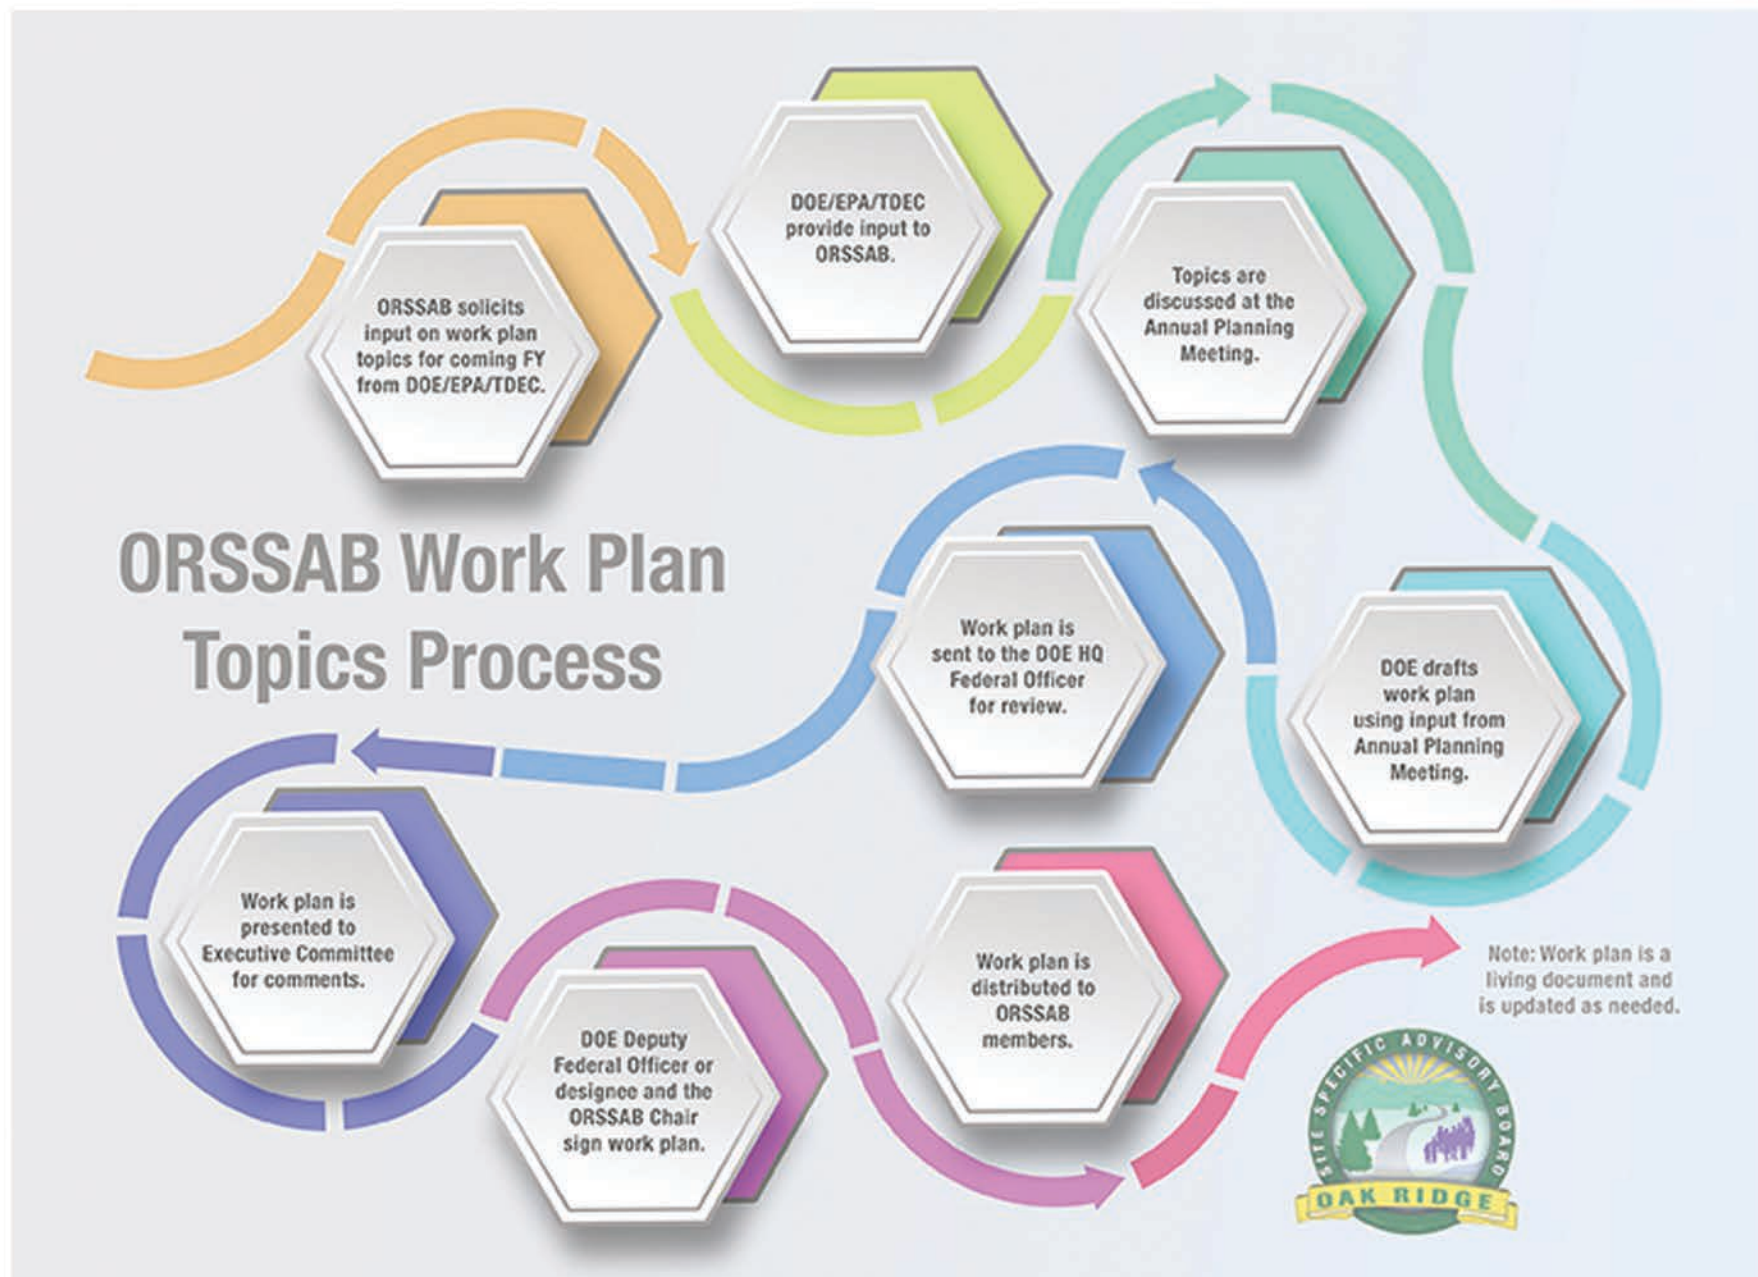 ORSSAB solicits
input on work plan
topics for coming FY
from DOE/EPA/TDEC.
DOE/EPA/TDEC
provide input to
ORSSAB.
Topics are
discussed at the
Annual Planning
Meeting.
ORSSAB Work Plan
Topics Process
DOE drafts
work plan
using input from
Annual Planning
Meeting.
Work plan is
sent to the DOE HQ
Federal Officer
for review.
Work plan is
presented to
Executive Committee
for comments.
DOE Deputy
Federal Officer or
designee and the
ORSSAB Chair
sign work plan.
Work plan is
distributed to
ORSSAB
members.
Note: Work plan is a
living document and
is updated as needed.
SITE SPECIFIC ADVISORY BOARD
OAK RIDGE